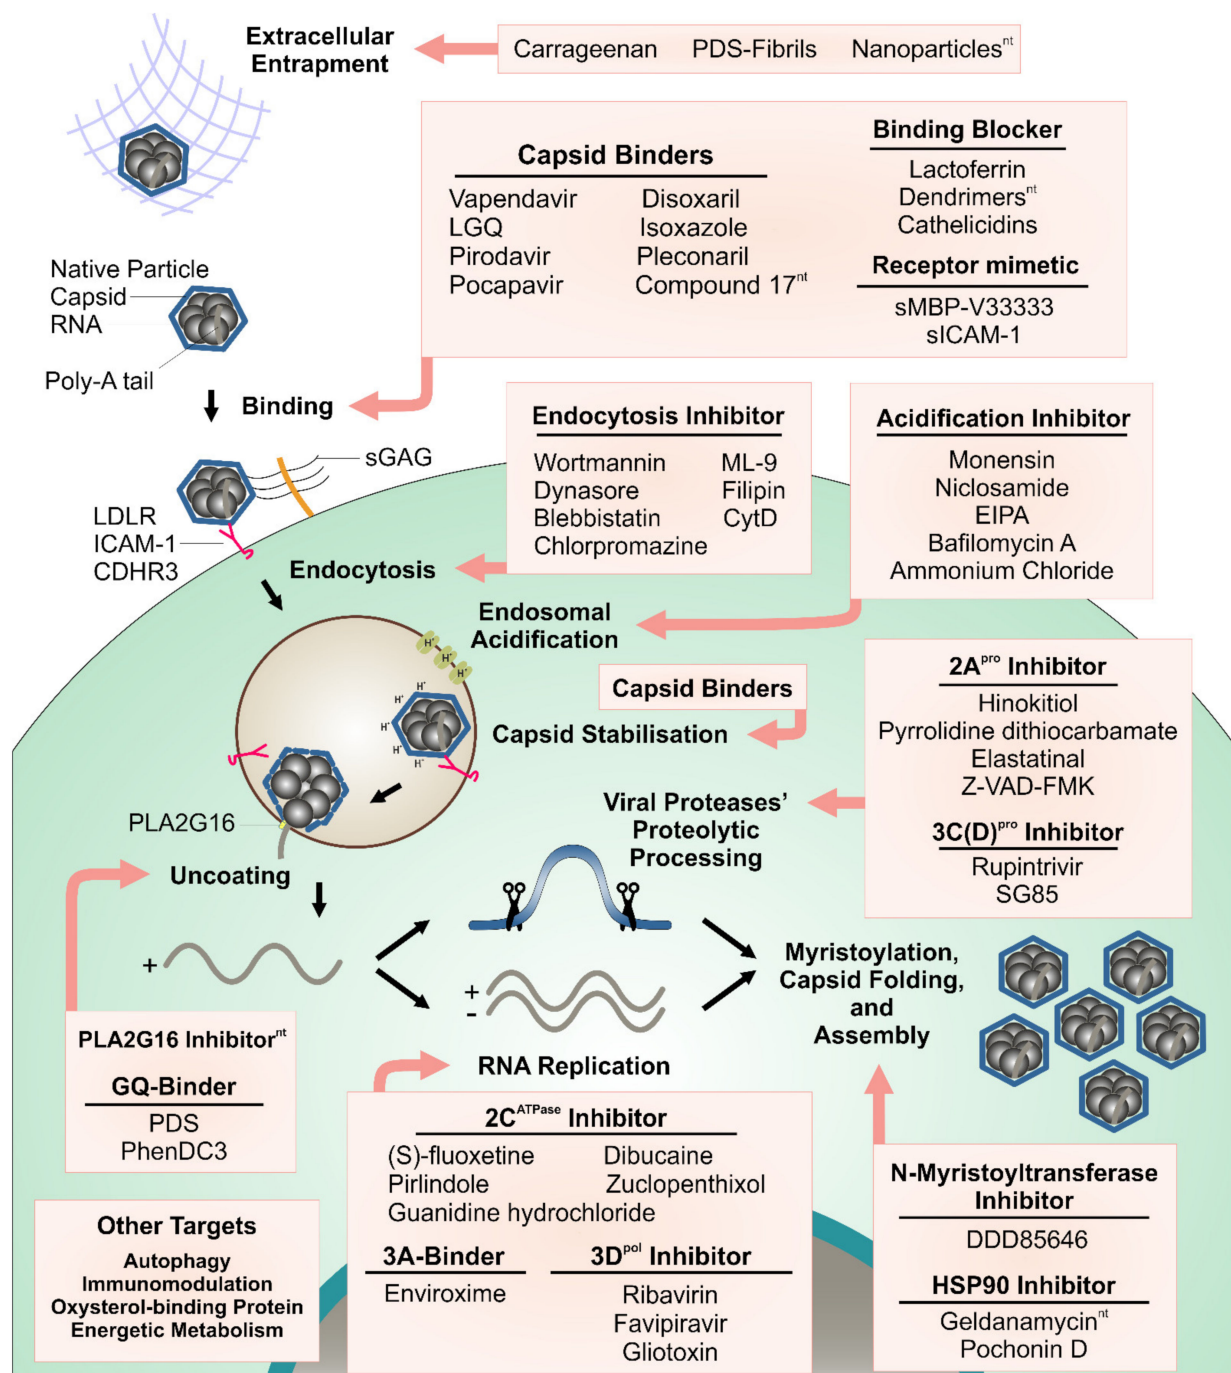 Extracellular
Entrapment
Carrageenan PDS-Fibrils Nanoparticles^nt
Capsid Binders
Vapendavir Disoxaril
LGQ Isoxazole
Pirodavir Pleconaril
Pocapavir Compound 17^nt
Binding Blocker
Lactoferrin
Dendrimers^nt
Cathelicidins
Receptor mimetic
sMBP-V33333
sICAM-1
Native Particle
Capsid
RNA
Poly-A tail
Binding
sGAG
LDLR
ICAM-1
CDHR3
Endocytosis Inhibitor
Wortmannin ML-9
Dynasore Filipin
Blebbistatin CytD
Chlorpromazine
Acidification Inhibitor
Monensin
Niclosamide
EIPA
Bafilomycin A
Ammonium Chloride
Endocytosis
Endosomal
Acidification
H⁺
H⁺
H⁺
H⁺
H⁺
H⁺
H⁺
H⁺
Capsid Binders
Capsid Stabilisation
2A^pro Inhibitor
Hinokitiol
Pyrrolidine dithiocarbamate
Elastatinal
Z-VAD-FMK
3C(D)^pro Inhibitor
Rupintrivir
SG85
Viral Proteases'
Proteolytic
Processing
PLA2G16
Uncoating
+
+
-
Myristoylation,
Capsid Folding,
and
Assembly
RNA Replication
PLA2G16 Inhibitor^nt
GQ-Binder
PDS
PhenDC3
2C^ATPase Inhibitor
(S)-fluoxetine Dibucaine
Pirlindole Zuclopenthixol
Guanidine hydrochloride
3A-Binder
Enviroxime
3D^pol Inhibitor
Ribavirin
Favipiravir
Gliotoxin
N-Myristoyltransferase
Inhibitor
DDD85646
HSP90 Inhibitor
Geldanamycin^nt
Pochonin D
Other Targets
Autophagy
Immunomodulation
Oxysterol-binding Protein
Energetic Metabolism